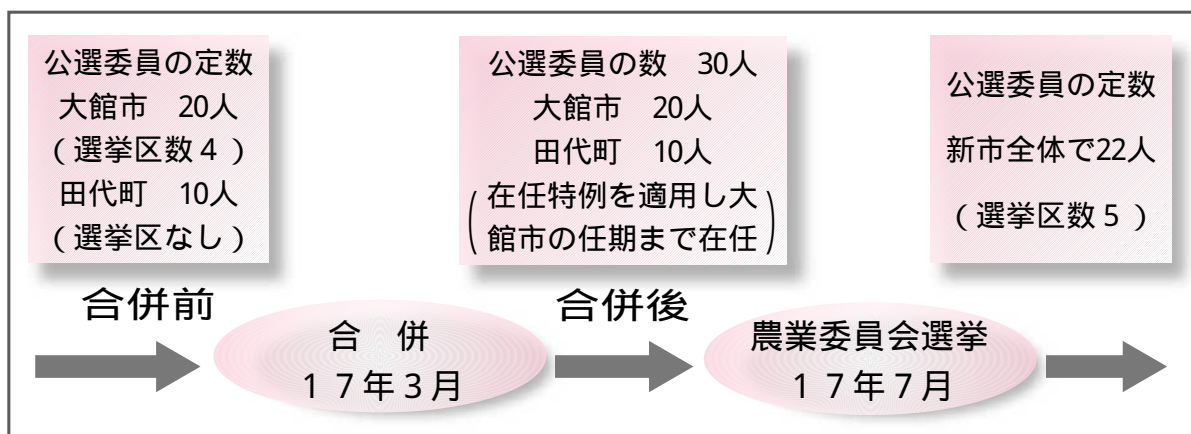 公選委員の定数
大館市　20人
（選挙区数４）
田代町　10人
（選挙区なし）
公選委員の数　30人
大館市　20人
田代町　10人
（在任特例を適用し大
館市の任期まで在任）
公選委員の定数
新市全体で22人
（選挙区数５）
合併前
合　併
１７年３月
合併後
農業委員会選挙
１７年７月